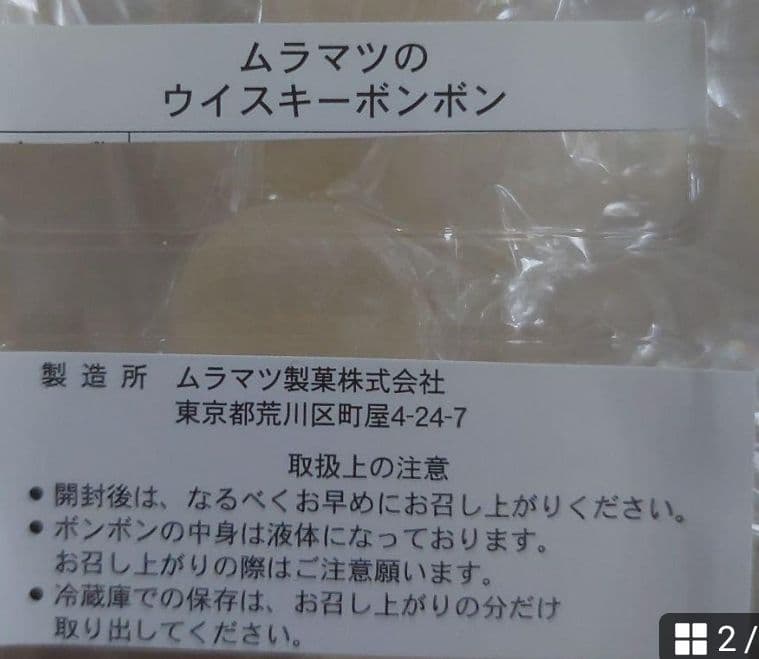 ムラマツの
ウイスキーボンボン
製造所 ムラマツ製菓株式会社
東京都荒川区町屋4-24-7
取扱上の注意
● 開封後は、なるべくお早めにお召し上がりください。
● ボンボンの中身は液体になっております。
お召し上がりの際はご注意願います。
● 冷蔵庫での保存は、お召し上がりの分だけ
取り出してください。
2/